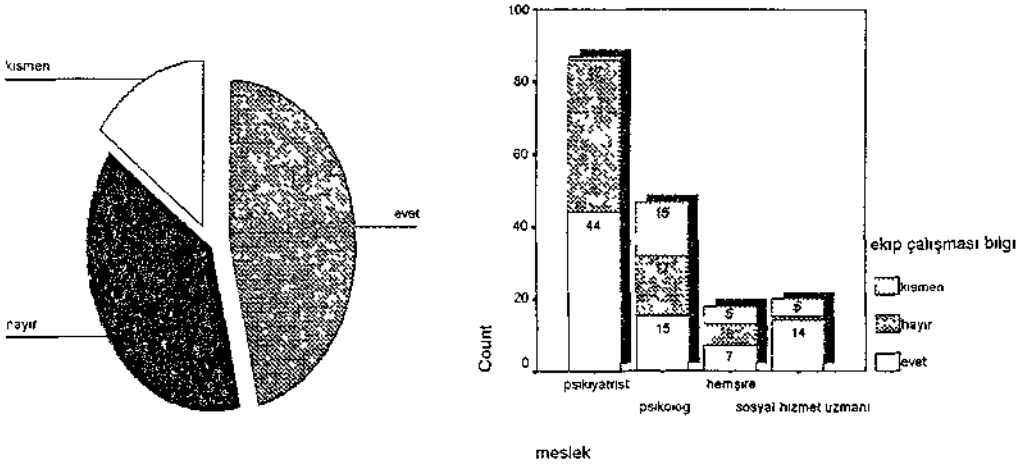 kısmen
evet
hayır
100
80
60
40
20
0
Count
44
15
15
5
7
14
psikiyatrist
hemşire
psikolog
sosyal hizmet uzmanı
meslek
ekip çalışması bilgi
kısmen
hayır
evet